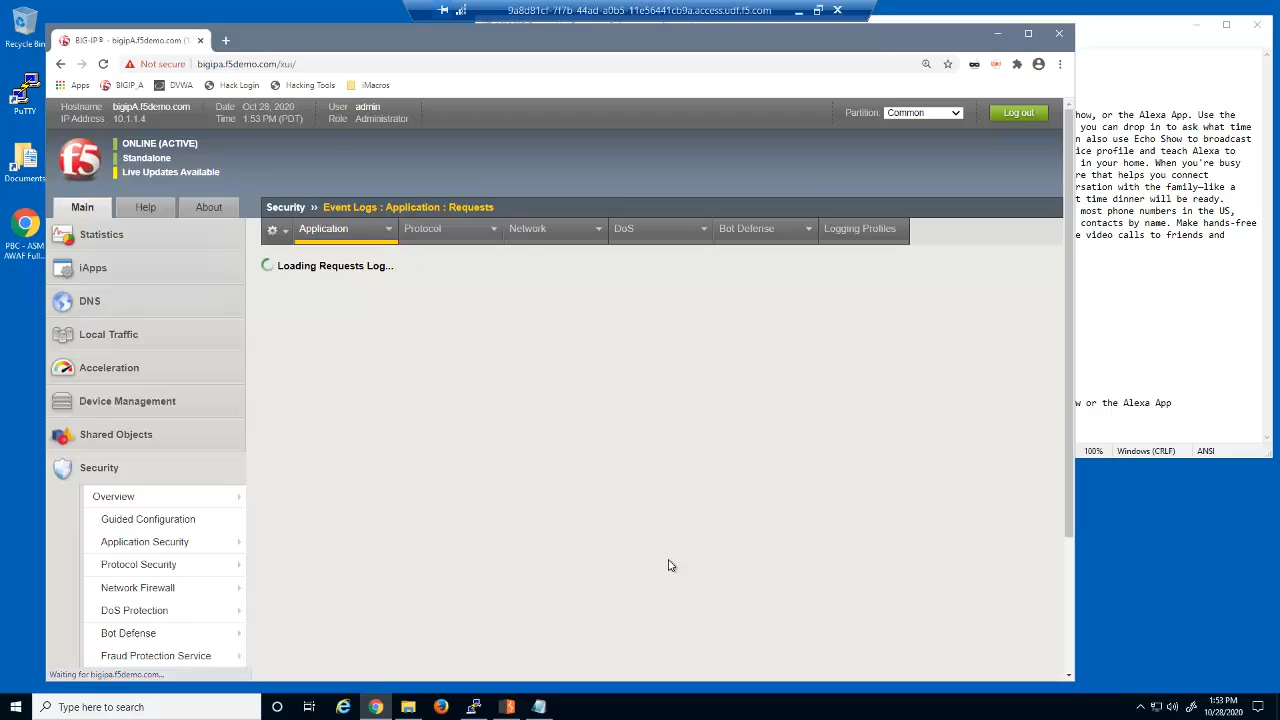 9a8d81cf-7f7b-44ad-a0b5-11e56441cb9a.access.udf.f5.com
Recycle Bin
PuTTY
Documents
PBC - ASM
AWAF Full...
BIG-IP® - bigipA.f5demo.com (1
Not secure | bigipa.f5demo.com/xui/
Apps BIGIP_A DVWA Hack Login Hacking Tools iMacros
Hostname bigipA.f5demo.com Date Oct 28, 2020 User admin
IP Address 10.1.1.4 Time 1:53 PM (PDT) Role Administrator
Partition: Common Log out
f5
ONLINE (ACTIVE)
Standalone
Live Updates Available
Main Help About
Security ›› Event Logs : Application : Requests
Application Protocol Network DoS Bot Defense Logging Profiles
Loading Requests Log...
Statistics
iApps
DNS
Local Traffic
Acceleration
Device Management
Shared Objects
Security
Overview
Guided Configuration
Application Security
Protocol Security
Network Firewall
DoS Protection
Bot Defense
Fraud Protection Service
Waiting for bigipa.f5demo.com...
how, or the Alexa App. Use the
you can drop in to ask what time
n also use Echo Show to broadcast
ice profile and teach Alexa to
in your home. When you're busy
re that helps you connect
rsation with the family—like a
t time dinner will be ready.
most phone numbers in the US,
contacts by name. Make hands-free
e video calls to friends and
w or the Alexa App
100% Windows (CRLF) ANSI
Type here to search
1:53 PM
10/28/2020